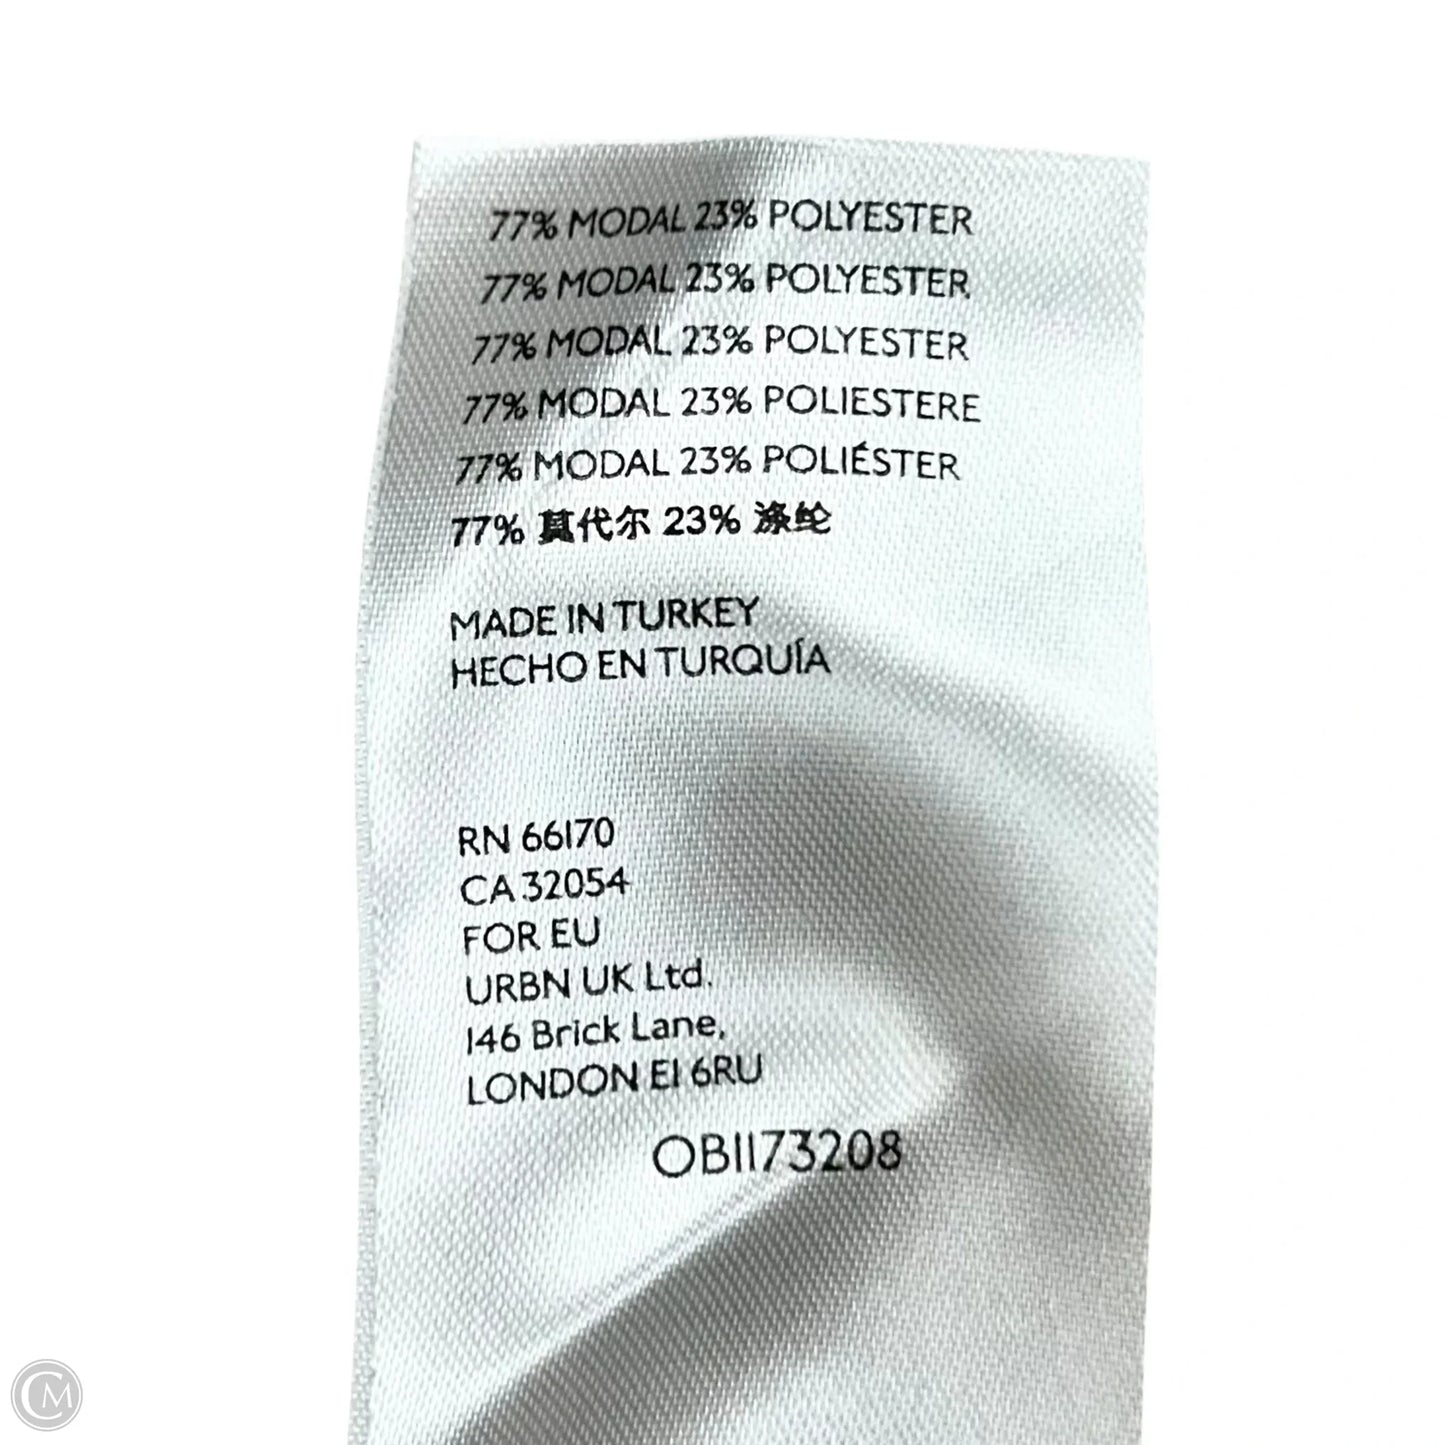 77% MODAL 23% POLYESTER
77% MODAL 23% POLYESTER
77% MODAL 23% POLYESTER
77% MODAL 23% POLIESTERE
77% MODAL 23% POLIÉSTER
77% 莫代尔 23% 涤纶
MADE IN TURKEY
HECHO EN TURQUÍA
RN 66170
CA 32054
FOR EU
URBN UK Ltd.
146 Brick Lane,
LONDON E1 6RU
OB1173208
CM